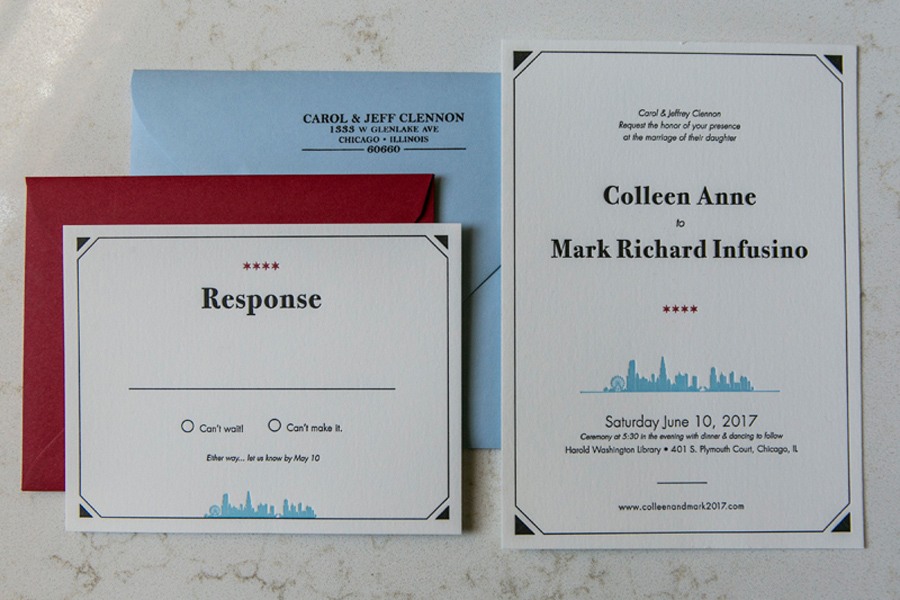 CAROL & JEFF CLENNON
1333 W GLENLAKE AVE
CHICAGO • ILLINOIS
60660
Response
Can't wait!
Can't make it.
Either way... let us know by May 10
Carol & Jeffrey Clennon
Request the honor of your presence
at the marriage of their daughter
Colleen Anne
to
Mark Richard Infusino
Saturday June 10, 2017
Ceremony at 5:30 in the evening with dinner & dancing to follow
Harold Washington Library • 401 S. Plymouth Court, Chicago, IL
www.colleenandmark2017.com